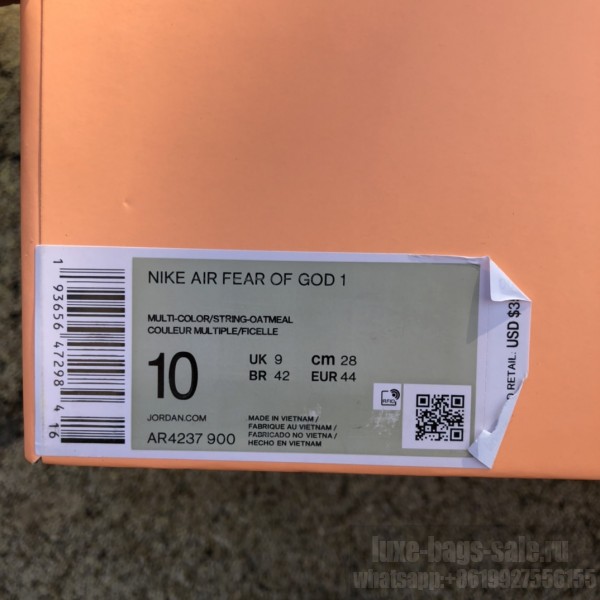 1 93656 47298 4 16
NIKE AIR FEAR OF GOD 1
MULTI-COLOR/STRING-OATMEAL
COULEUR MULTIPLE/FICELLE
10
UK 9 cm 28
BR 42 EUR 44
JORDAN.COM
AR4237 900
MADE IN VIETNAM /
FABRIQUE AU VIETNAM /
FABRICADO NO VIETNA /
HECHO EN VIETNAM
RFID
RETAIL: USD $3
luxe-bags-sale.ru
whatsapp:+8619927556755